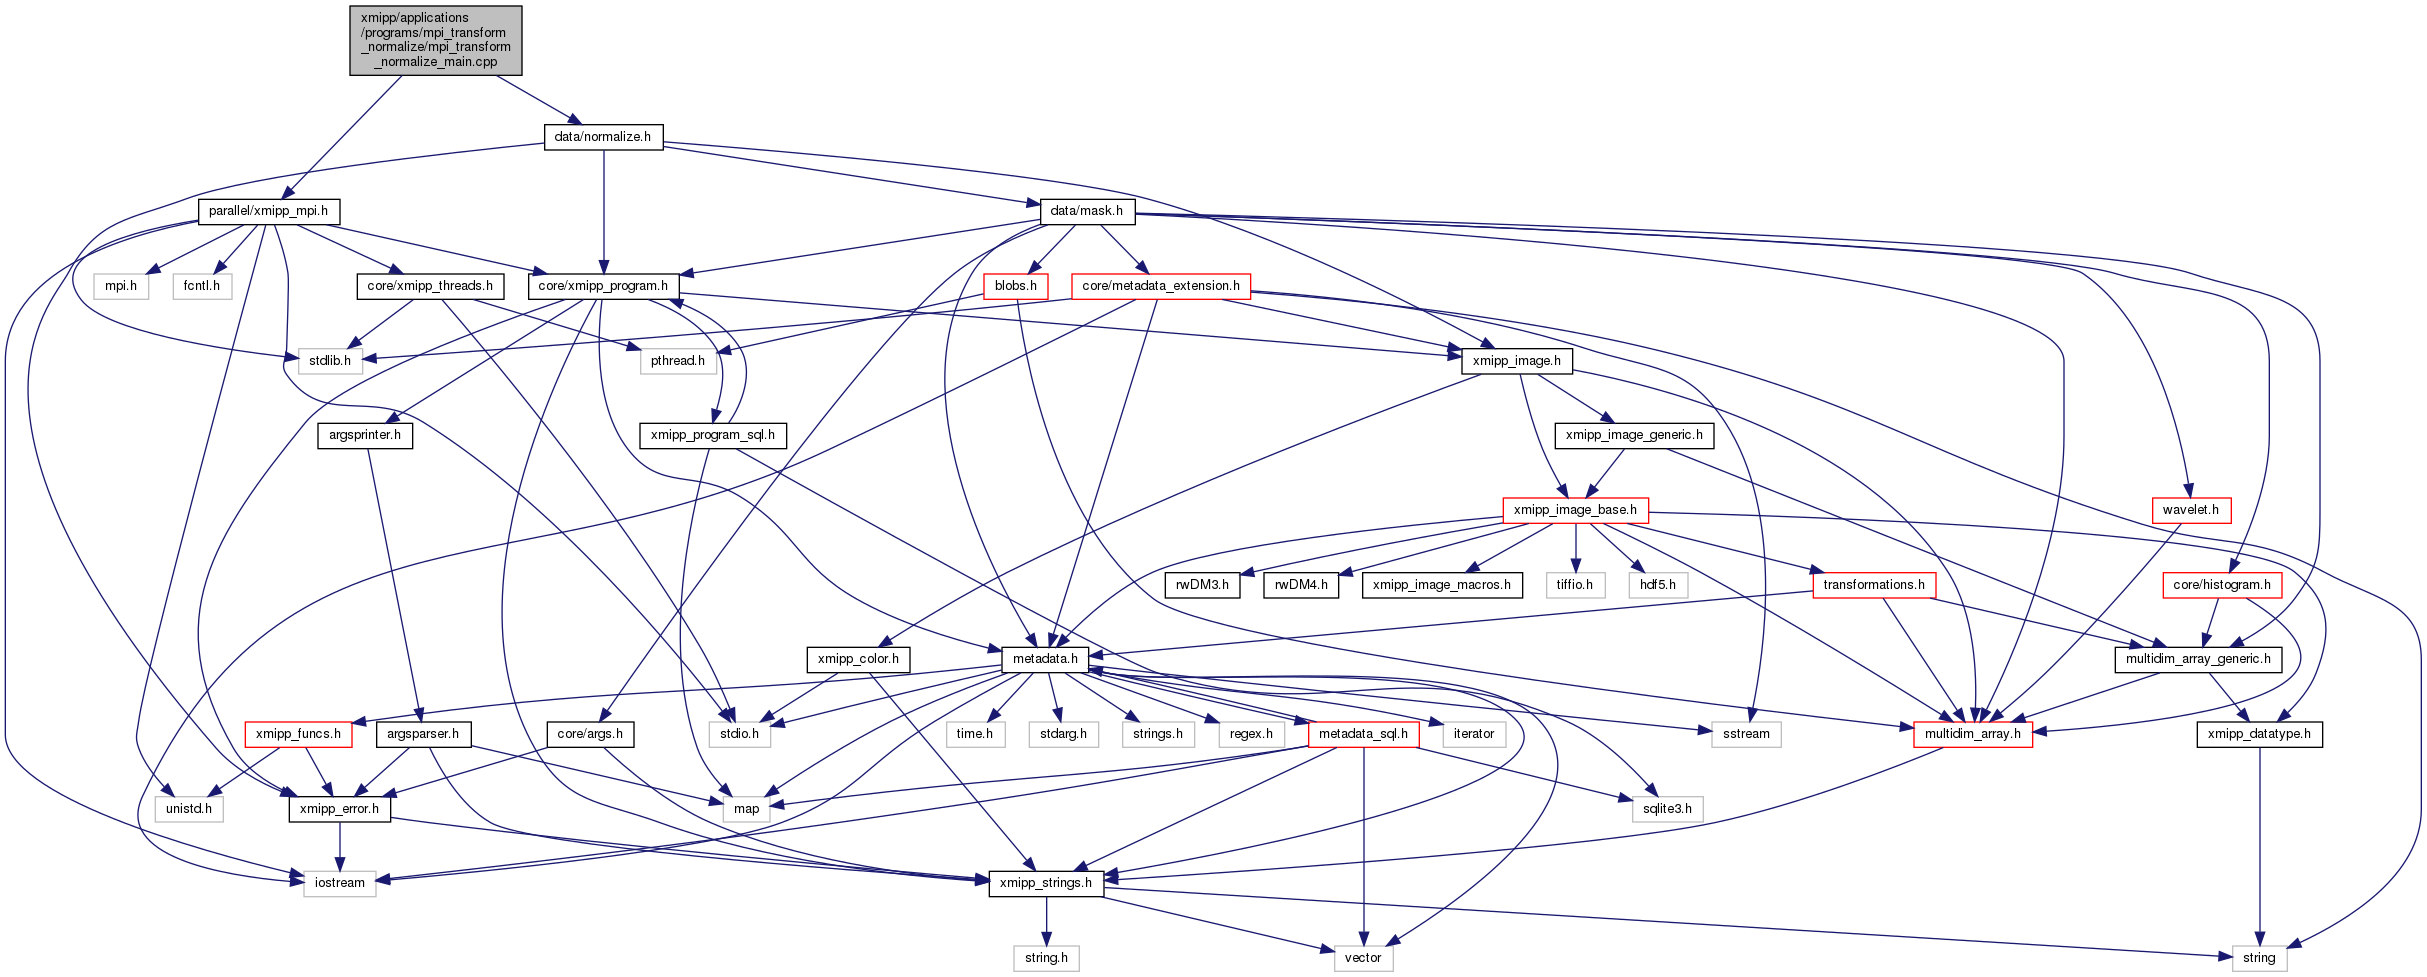 xmipp/applications
/programs/mpi_transform
_normalize/mpi_transform
_normalize_main.cpp
data/normalize.h
parallel/xmipp_mpi.h
data/mask.h
mpi.h
fcntl.h
core/xmipp_threads.h
core/xmipp_program.h
blobs.h
core/metadata_extension.h
stdlib.h
pthread.h
xmipp_image.h
argsprinter.h
xmipp_program_sql.h
xmipp_image_generic.h
xmipp_image_base.h
wavelet.h
rwDM3.h
rwDM4.h
xmipp_image_macros.h
tiffio.h
hdf5.h
transformations.h
core/histogram.h
xmipp_color.h
metadata.h
multidim_array_generic.h
xmipp_funcs.h
argsparser.h
core/args.h
stdio.h
time.h
stdarg.h
strings.h
regex.h
metadata_sql.h
iterator
sstream
multidim_array.h
xmipp_datatype.h
unistd.h
xmipp_error.h
map
sqlite3.h
iostream
xmipp_strings.h
string.h
vector
string